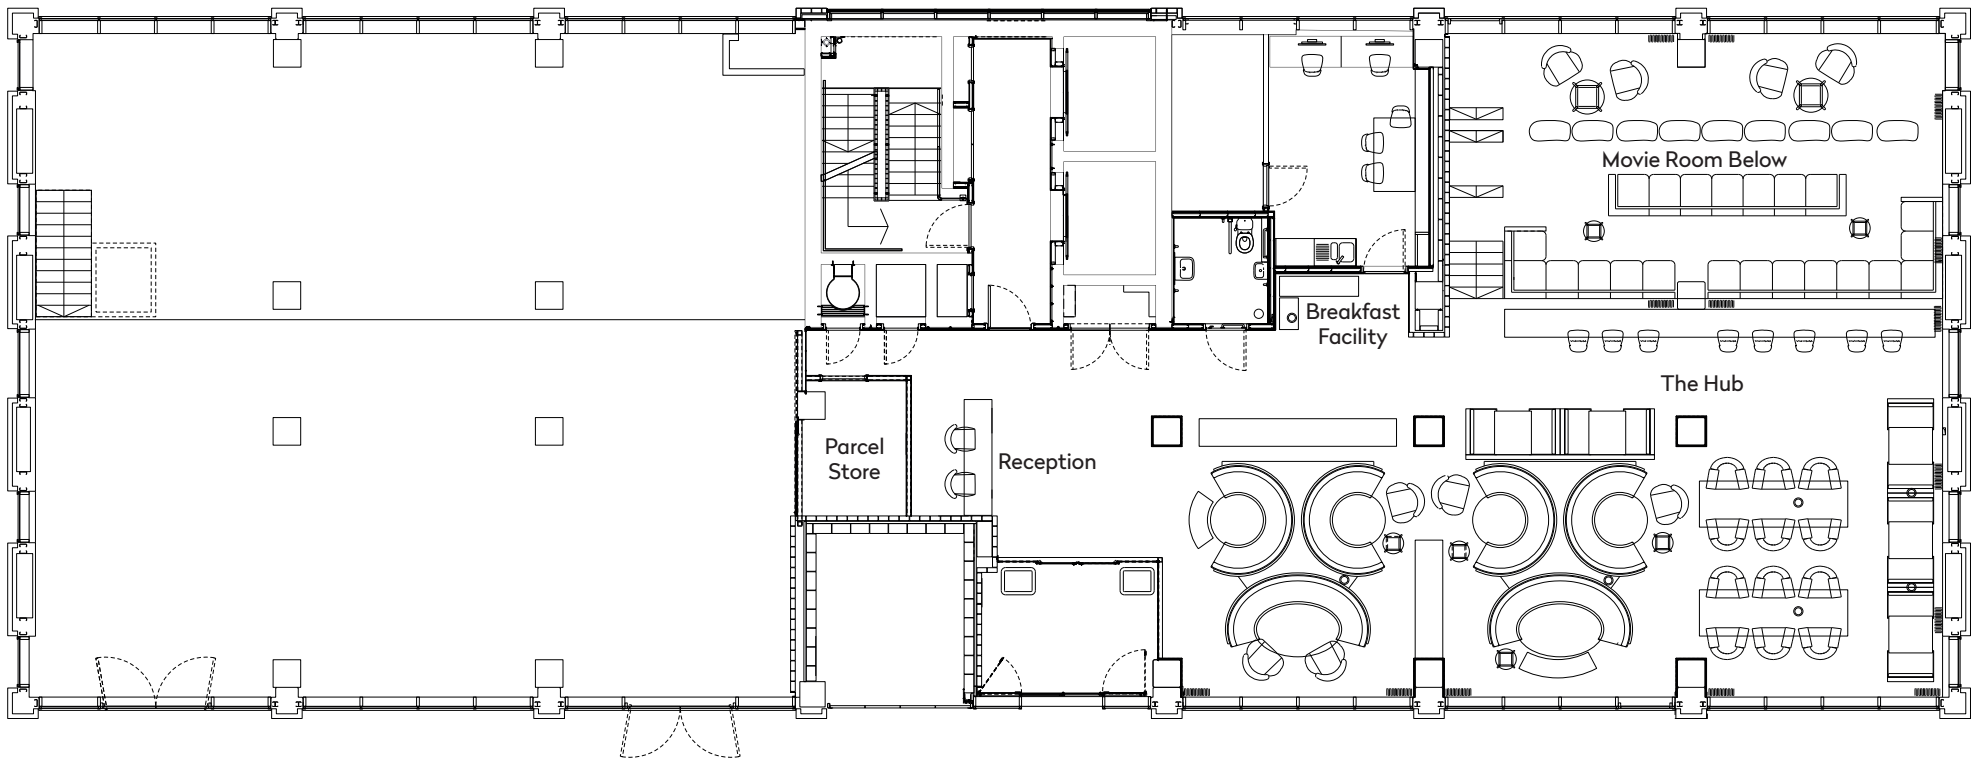 Movie Room Below
Breakfast
Facility
The Hub
Parcel
Store
Reception